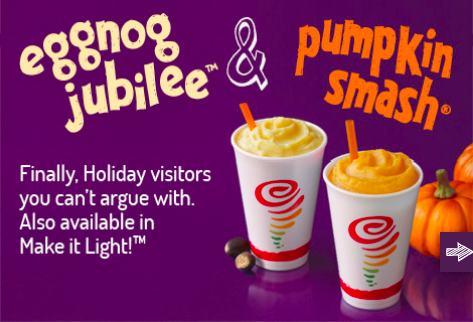 eggnog
jubilee™
&
pumpkin
smash®
Finally, Holiday visitors
you can't argue with.
Also available in
Make it Light!™